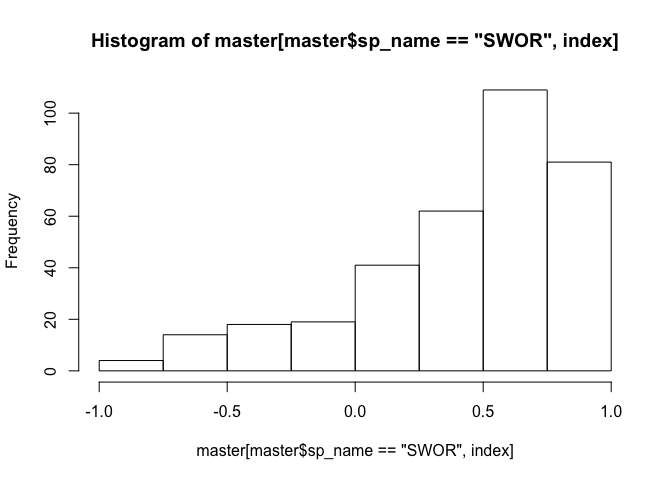 Histogram of master[master$sp_name == "SWOR", index]
Frequency
100
80
60
40
20
0
-1.0 -0.5 0.0 0.5 1.0
master[master$sp_name == "SWOR", index]